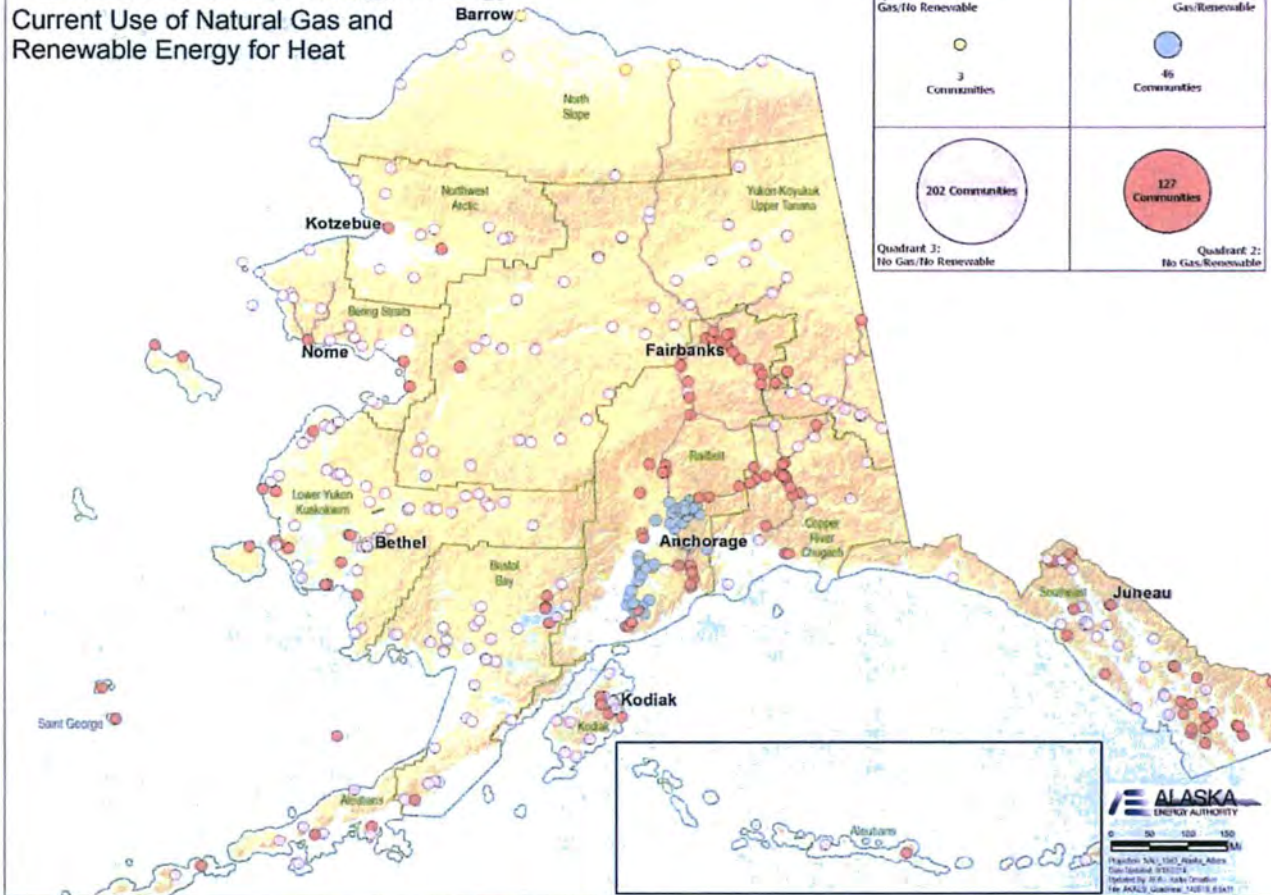 Current Use of Natural Gas and
Renewable Energy for Heat
Gas/No Renewable
Gas/Renewable
3
Communities
46
Communities
202 Communities
127
Communities
Quadrant 3:
No Gas/No Renewable
Quadrant 2:
No Gas/Renewable
Barrow
North
Slope
Northwest
Arctic
Yukon-Koyukuk
Upper Tanana
Kotzebue
Bering Straits
Nome
Fairbanks
Railbelt
Lower Yukon
Kuskokwim
Bethel
Anchorage
Copper
River
Chugach
Bristol
Bay
Southeast
Juneau
Saint George
Kodiak
Kodiak
Aleutians
Aleutians
ALASKA
ENERGY AUTHORITY
0 50 100 150
Mi